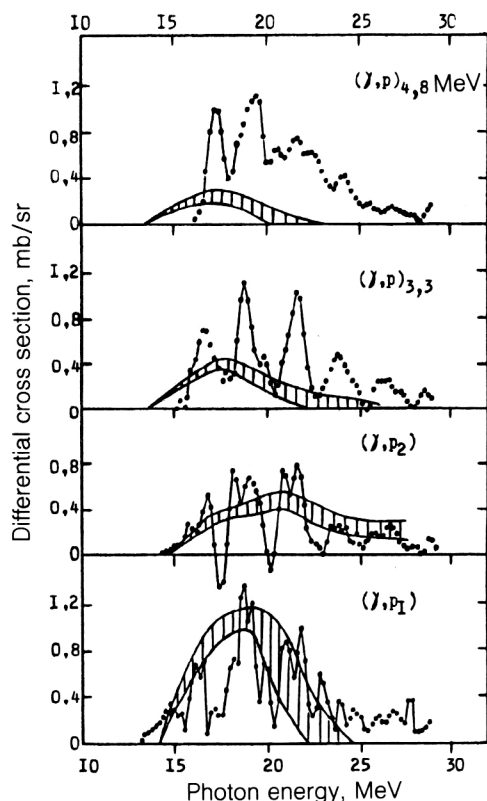 10 15 20 25 30
I,2
(γ,p)4,8 MeV
0,8
0,4
0
I,2
(γ,p)3,3
0,8
0,4
0
(γ,p2)
0,8
0,4
0
I,2
(γ,pI)
0,8
0,4
0
10 15 20 25 30
Photon energy, MeV
Differential cross section, mb/sr